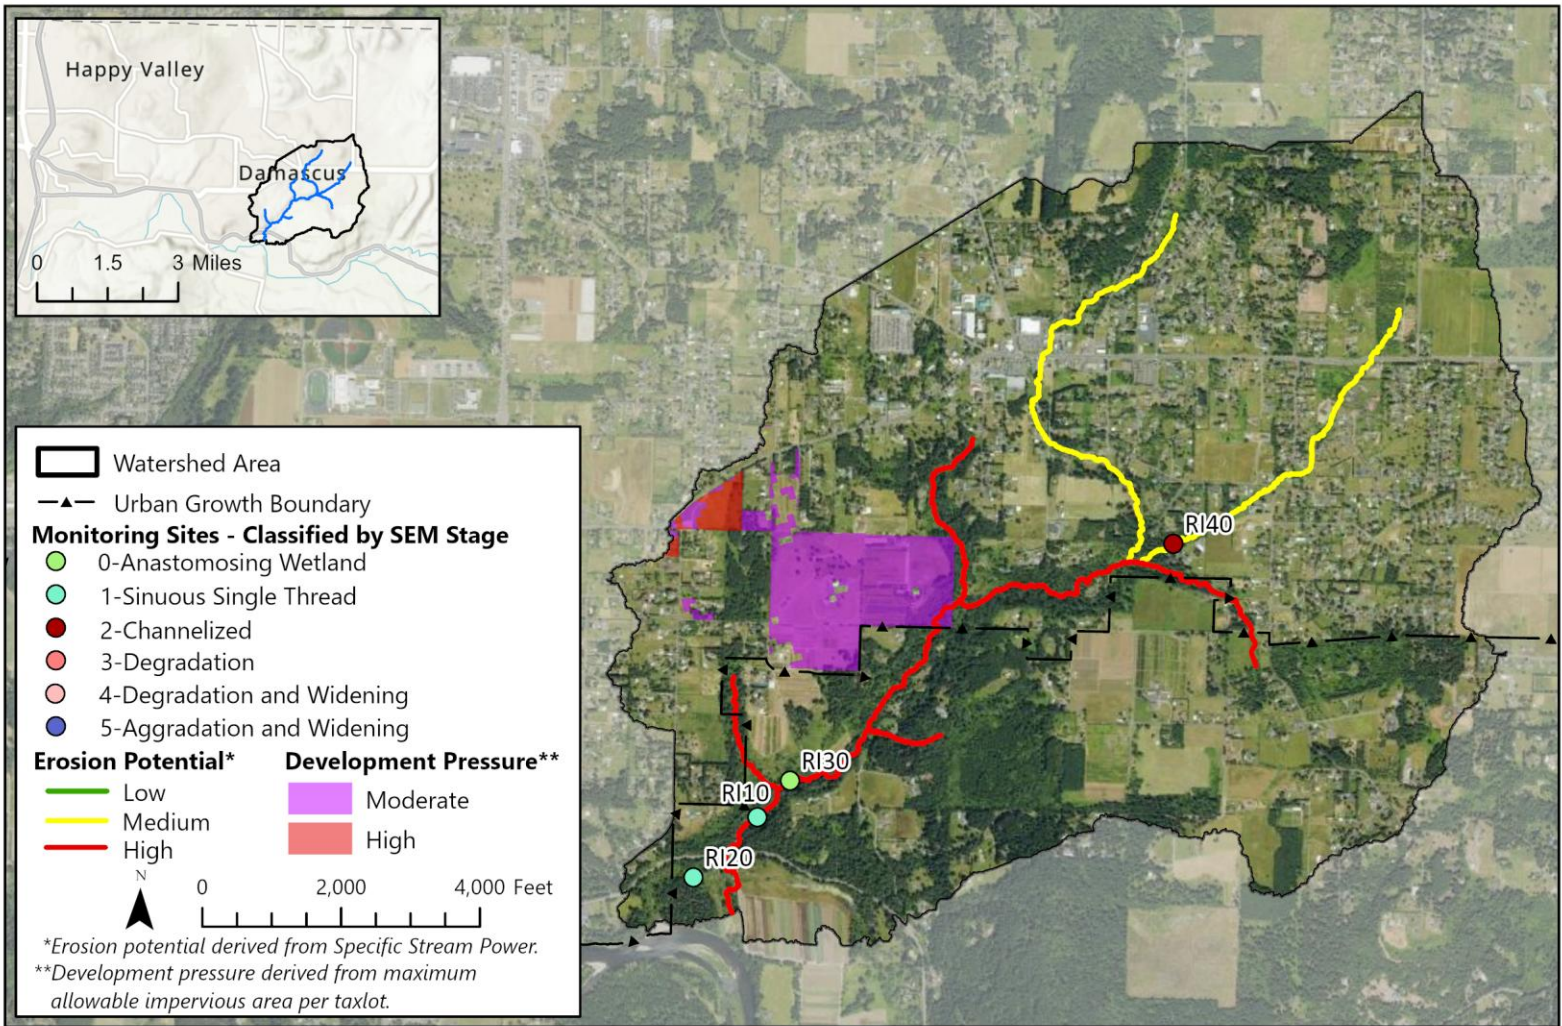 Happy Valley
Damascus
0 1.5 3 Miles
Watershed Area
Urban Growth Boundary
Monitoring Sites - Classified by SEM Stage
0-Anastomosing Wetland
1-Sinuous Single Thread
2-Channelized
3-Degradation
4-Degradation and Widening
5-Aggradation and Widening
Erosion Potential*
Low
Medium
High
Development Pressure**
Moderate
High
N
0 2,000 4,000 Feet
*Erosion potential derived from Specific Stream Power.
**Development pressure derived from maximum
allowable impervious area per taxlot.
RI40
RI30
RI10
RI20